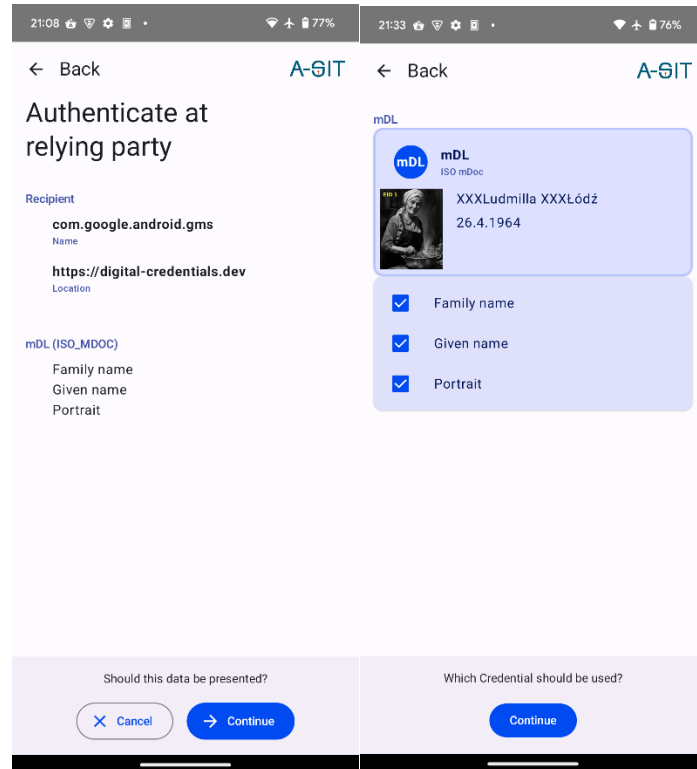 21:08
77%
← Back
A-SIT
Authenticate at
relying party
Recipient
com.google.android.gms
Name
https://digital-credentials.dev
Location
mDL (ISO_MDOC)
Family name
Given name
Portrait
Should this data be presented?
Cancel
Continue
21:33
76%
← Back
A-SIT
mDL
mDL
mDL
ISO mDoc
EID 1
XXXLudmilla XXXŁódź
26.4.1964
Family name
Given name
Portrait
Which Credential should be used?
Continue